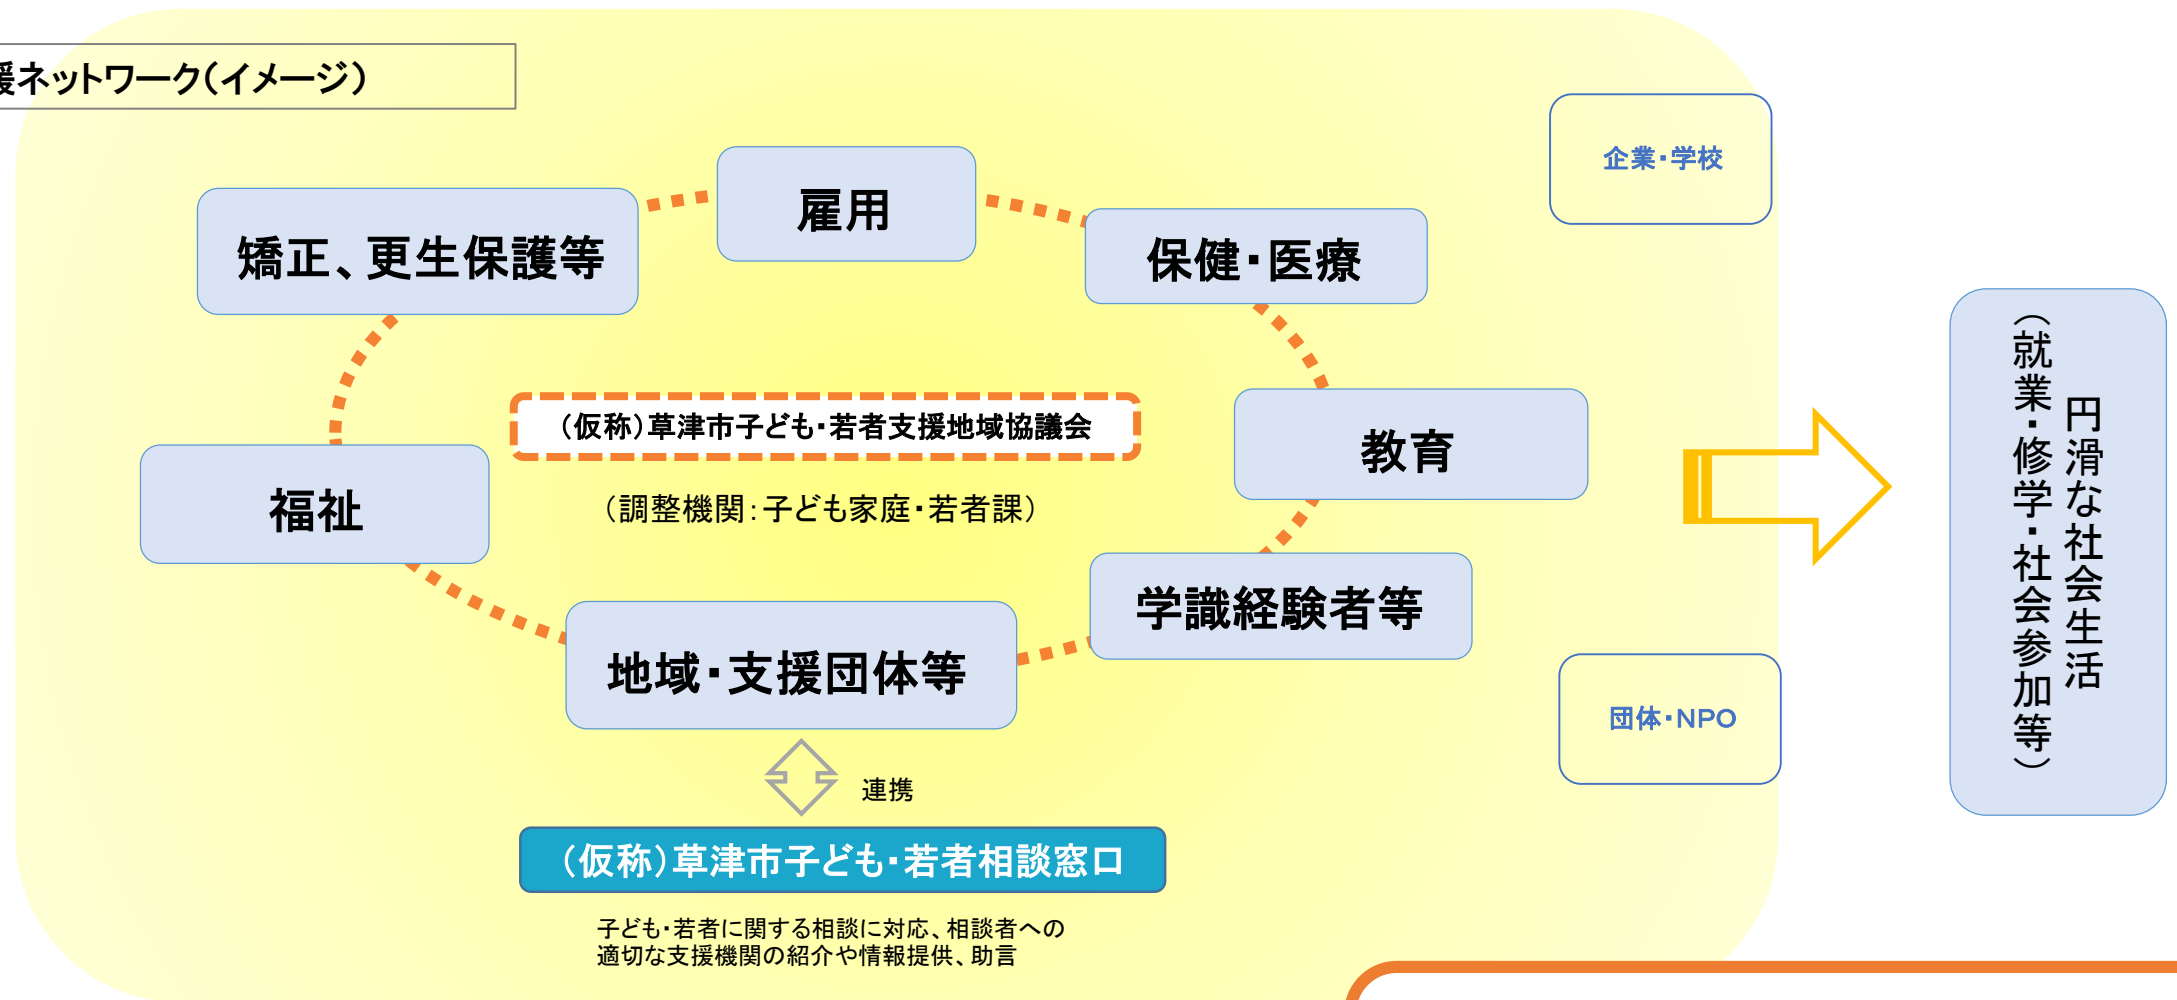 援ネットワーク（イメージ）
雇用
企業・学校
矯正、更生保護等
保健・医療
（仮称）草津市子ども・若者支援地域協議会
教育
（調整機関：子ども家庭・若者課）
福祉
円滑な社会生活
（就業・修学・社会参加等）
学識経験者等
地域・支援団体等
団体・NPO
連携
（仮称）草津市子ども・若者相談窓口
子ども・若者に関する相談に対応、相談者への
適切な支援機関の紹介や情報提供、助言